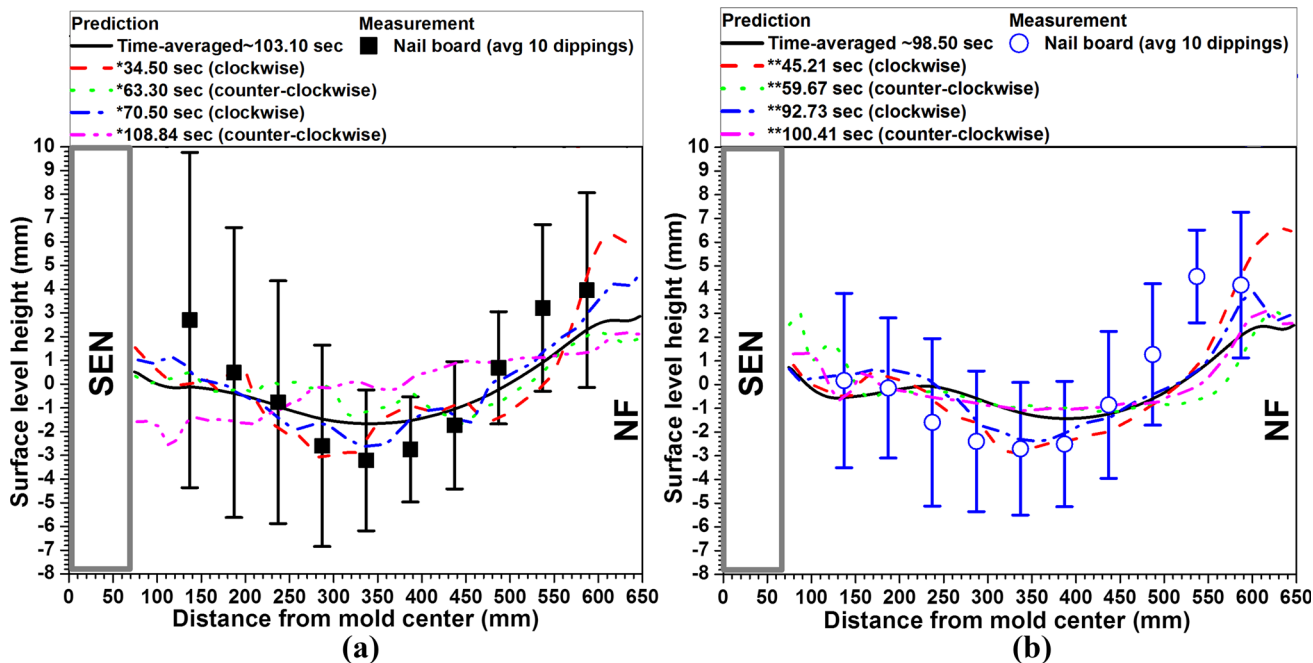 Prediction Measurement
Time-averaged~103.10 sec Nail board (avg 10 dippings)
*34.50 sec (clockwise)
*63.30 sec (counter-clockwise)
*70.50 sec (clockwise)
*108.84 sec (counter-clockwise)
Surface level height (mm)
10
9
8
7
6
5
4
3
2
1
0
-1
-2
-3
-4
-5
-6
-7
-8
SEN
NF
0 50 100 150 200 250 300 350 400 450 500 550 600 650
Distance from mold center (mm)
(a)
Prediction Measurement
Time-averaged ~98.50 sec Nail board (avg 10 dippings)
**45.21 sec (clockwise)
**59.67 sec (counter-clockwise)
**92.73 sec (clockwise)
**100.41 sec (counter-clockwise)
Surface level height (mm)
10
9
8
7
6
5
4
3
2
1
0
-1
-2
-3
-4
-5
-6
-7
-8
SEN
NF
0 50 100 150 200 250 300 350 400 450 500 550 600 650
Distance from mold center (mm)
(b)